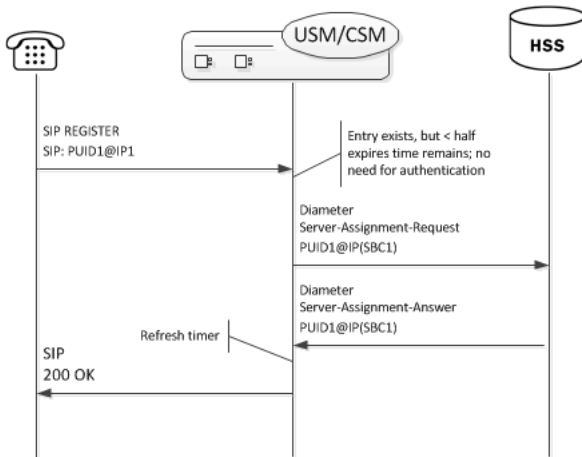 USM/CSM
HSS
SIP REGISTER
SIP: PUID1@IP1
Entry exists, but < half
expires time remains; no
need for authentication
Diameter
Server-Assignment-Request
PUID1@IP(SBC1)
Diameter
Server-Assignment-Answer
PUID1@IP(SBC1)
Refresh timer
SIP
200 OK